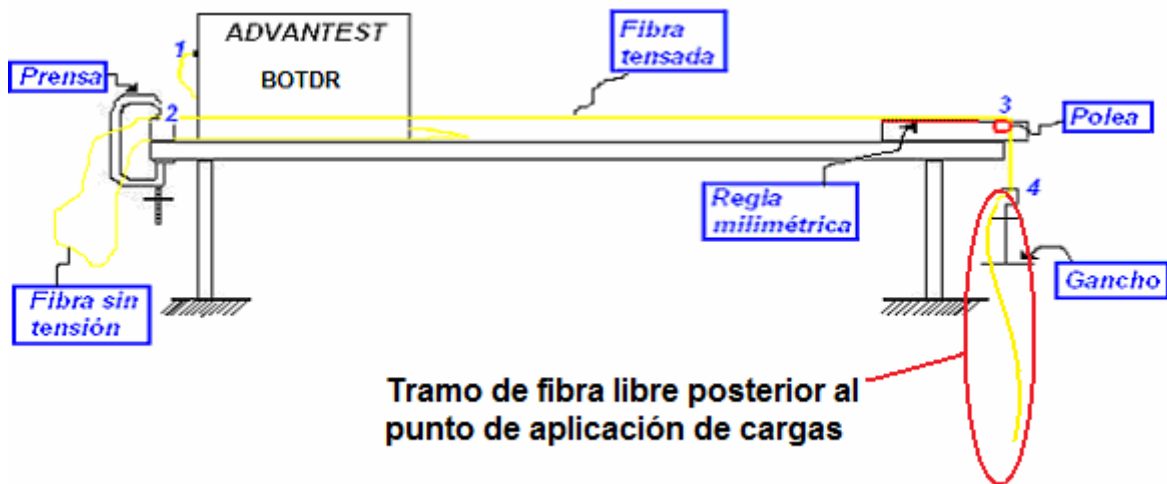 ADVANTEST
BOTDR
1
Fibra
tensada
Prensa
2
3
Polea
Regla
milimétrica
4
Gancho
Fibra sin
tensión
Tramo de fibra libre posterior al
punto de aplicación de cargas